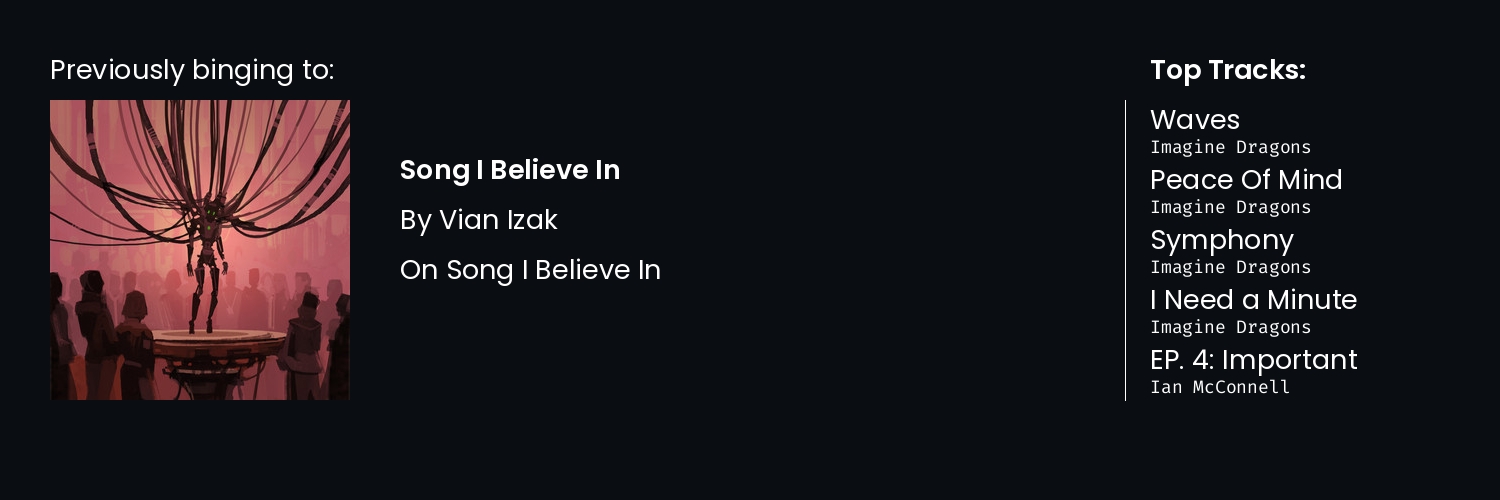 Previously binging to:
Song I Believe In
By Vian Izak
On Song I Believe In
Top Tracks:
Waves
Imagine Dragons
Peace Of Mind
Imagine Dragons
Symphony
Imagine Dragons
I Need a Minute
Imagine Dragons
EP. 4: Important
Ian McConnell